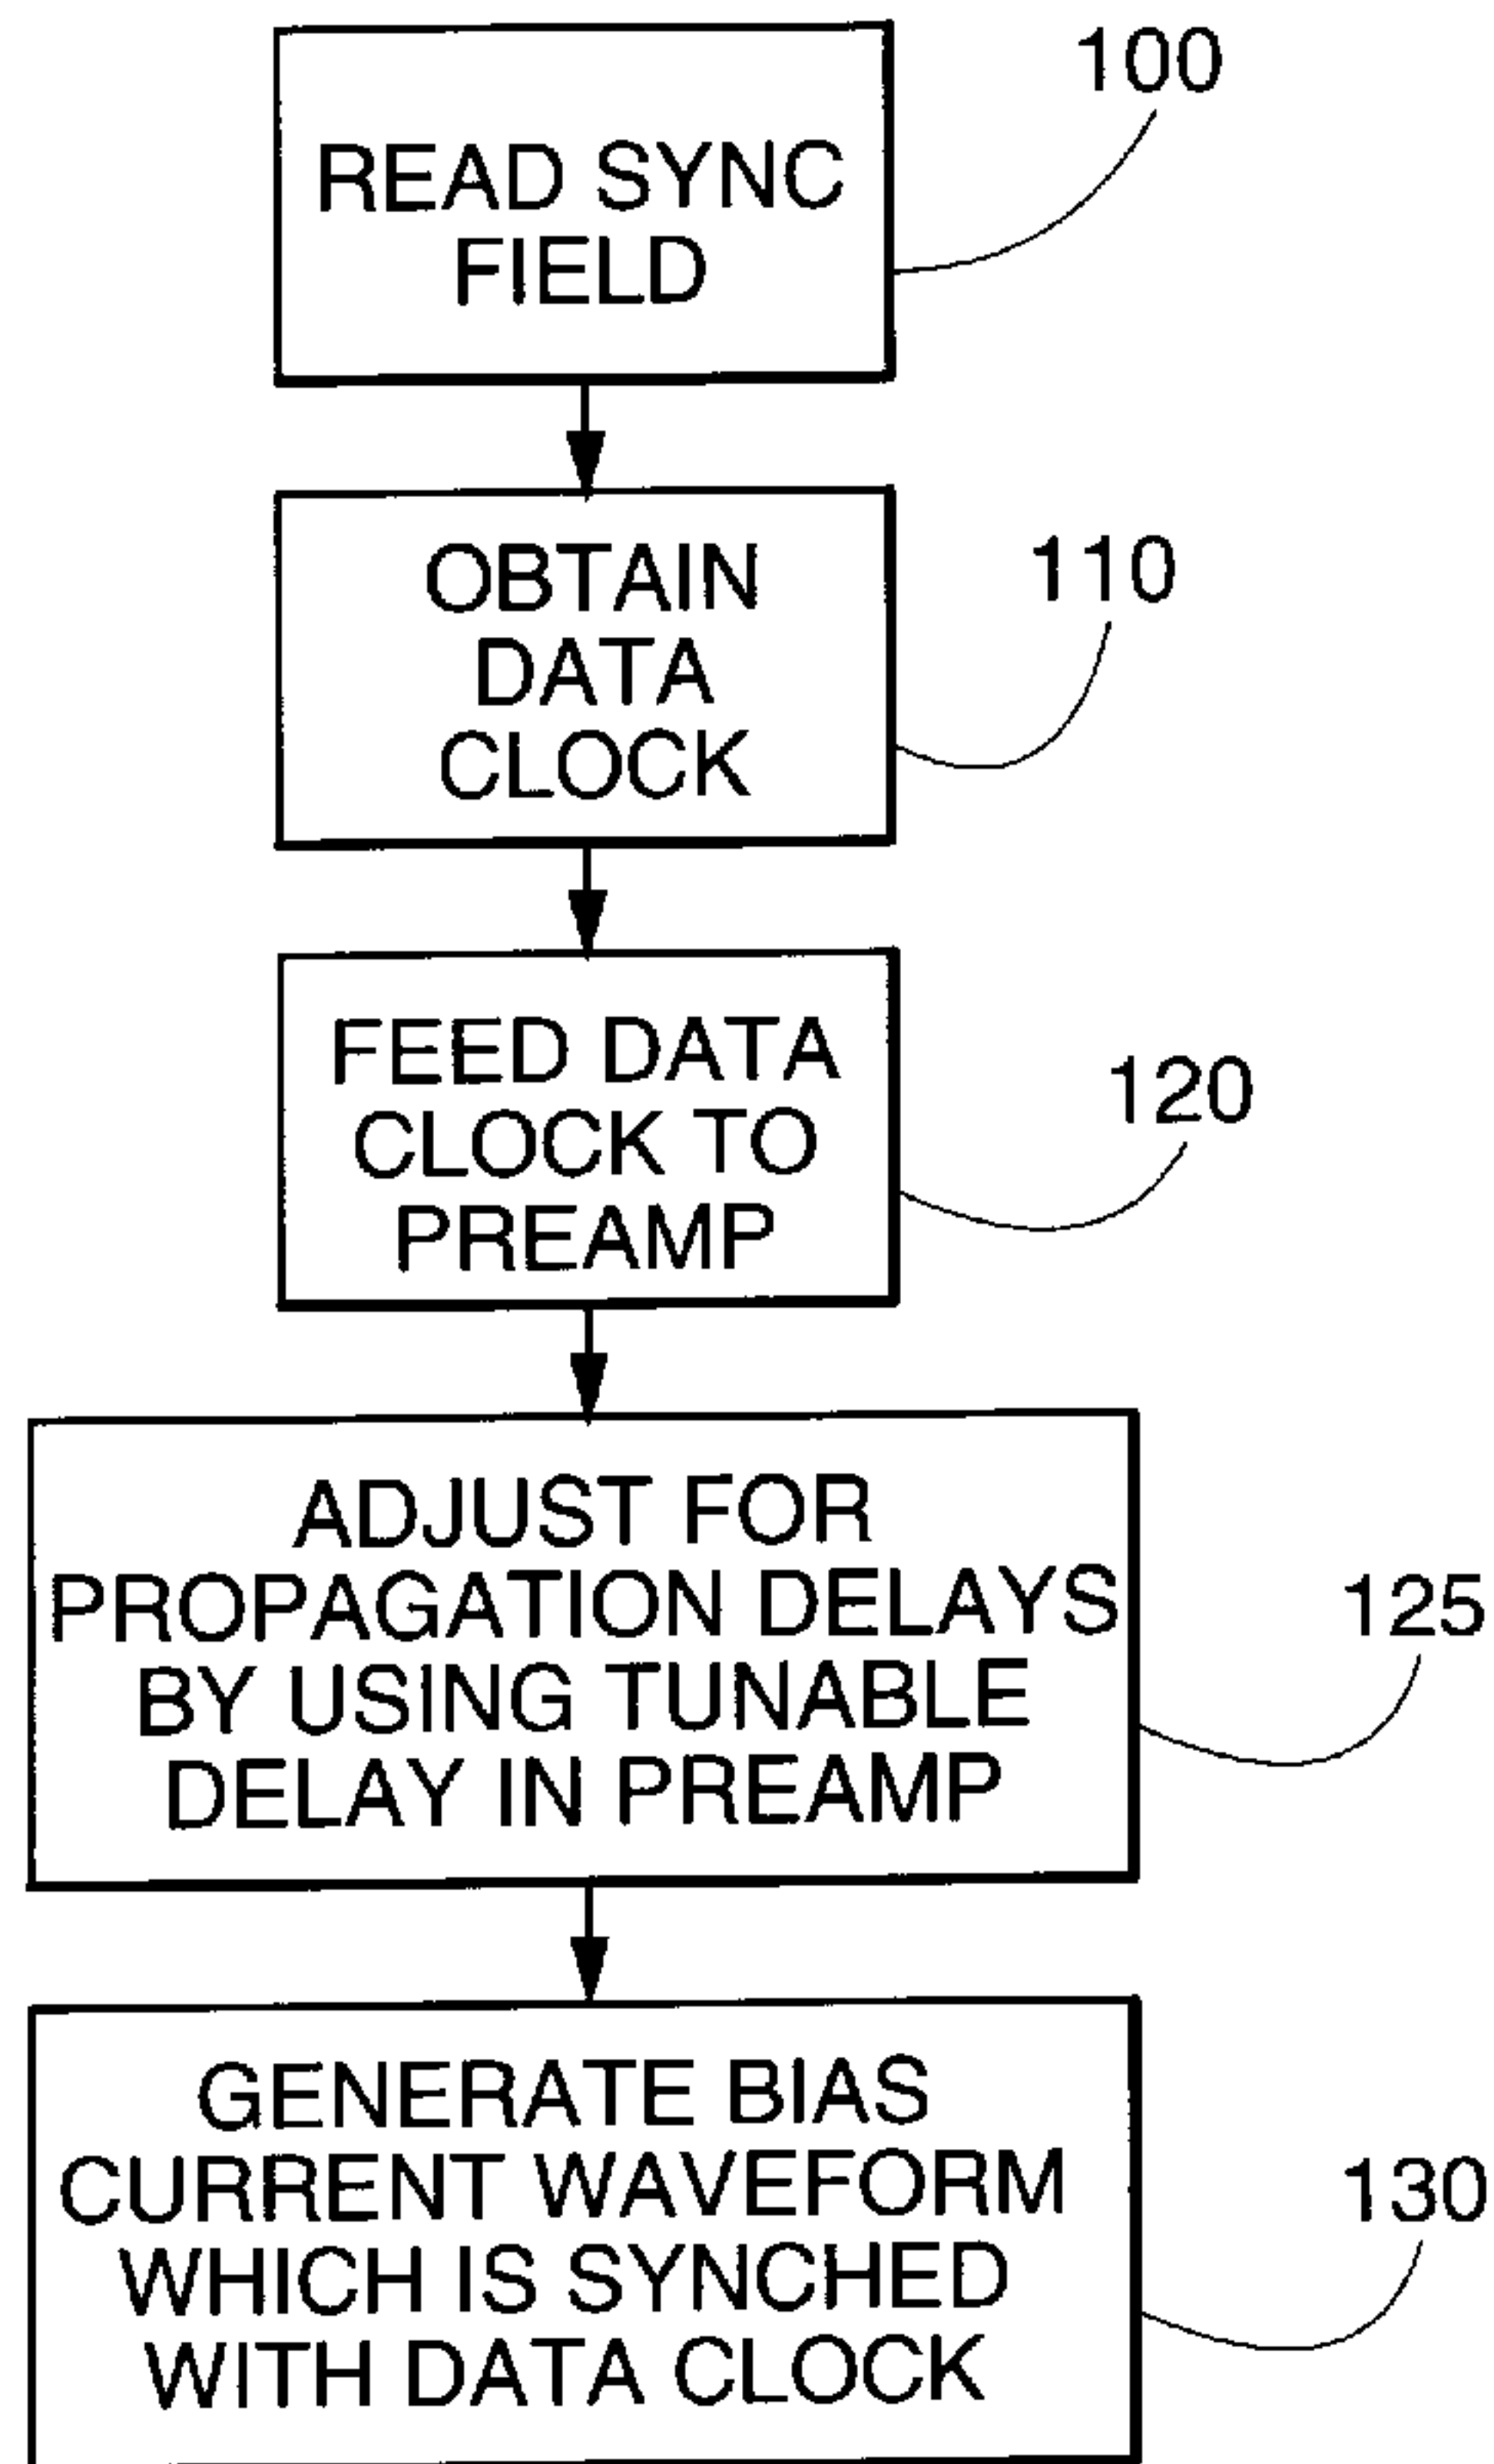 100
READ SYNC
FIELD
110
OBTAIN
DATA
CLOCK
120
FEED DATA
CLOCK TO
PREAMP
125
ADJUST FOR
PROPAGATION DELAYS
BY USING TUNABLE
DELAY IN PREAMP
130
GENERATE BIAS
CURRENT WAVEFORM
WHICH IS SYNCHED
WITH DATA CLOCK